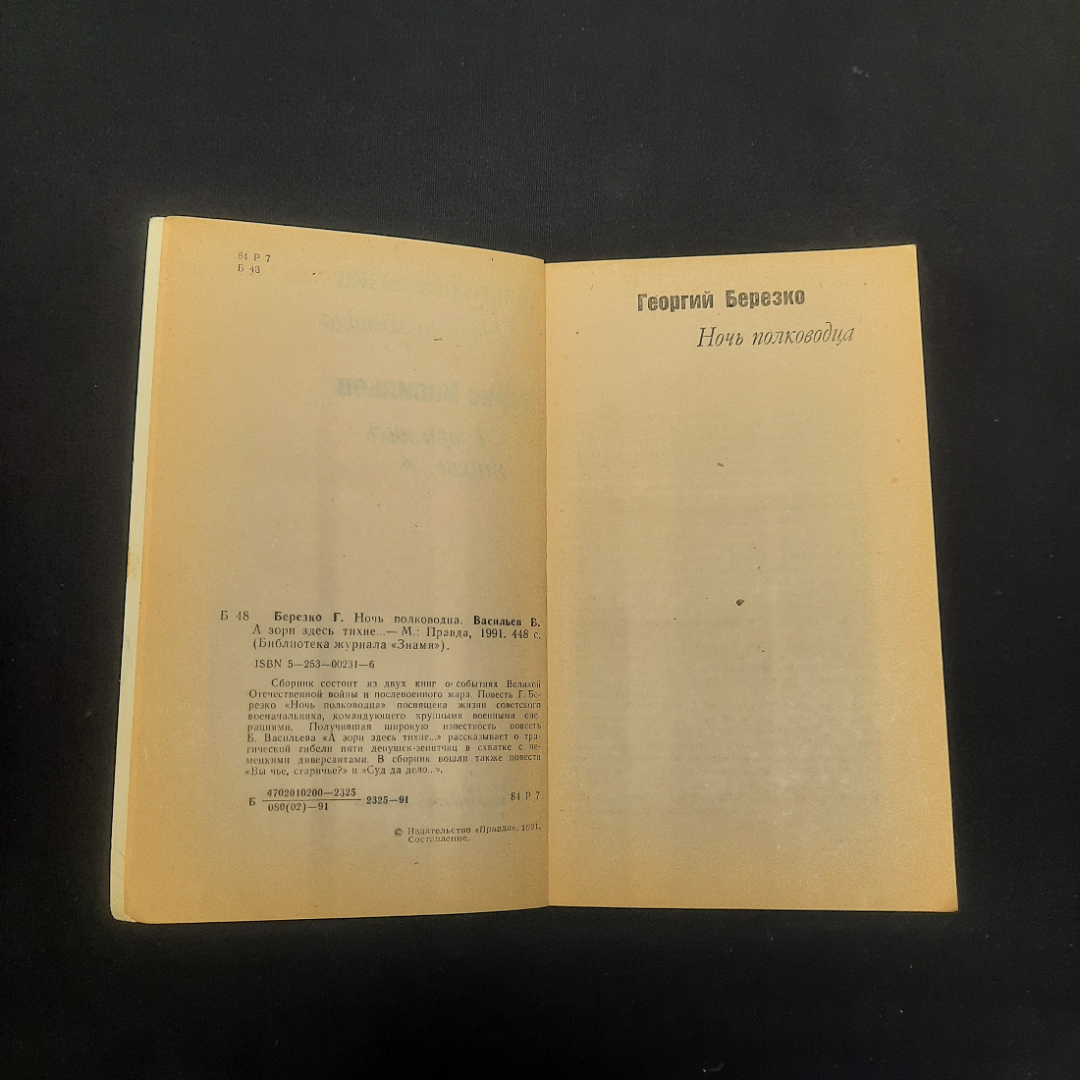 84 Р 7
Б 48
Б 48 Березко Г. Ночь полководца. Васильев Б.
А зори здесь тихие...— М.: Правда, 1991. 448 с.
(Библиотека журнала «Знамя»).
ISBN 5—253—00231—6
Сборник состоит из двух книг о событиях Великой
Отечественной войны и послевоенного мира. Повесть Г. Бе-
резко «Ночь полководца» посвящена жизни советского
военачальника, командующего крупными военными опе-
рациями. Получившая широкую известность повесть
Б. Васильева «А зори здесь тихие...» рассказывает о тра-
гической гибели пяти девушек-зенитчиц в схватке с не-
мецкими диверсантами. В сборник вошли также повести
«Вы чье, старичье?» и «Суд да дело...».
Б 4702010200—2325
080(02)—91
2325—91
84 Р 7
© Издательство «Правда», 1991.
Составление.
Георгий Березко
Ночь полководца